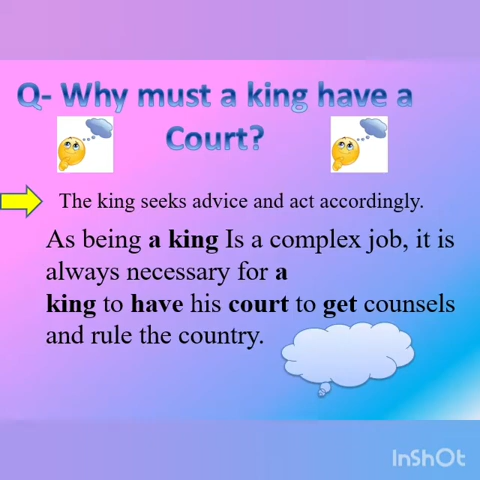 Q- Why must a king have a
Court?
The king seeks advice and act accordingly.
As being a king Is a complex job, it is
always necessary for a
king to have his court to get counsels
and rule the country.
InShOt